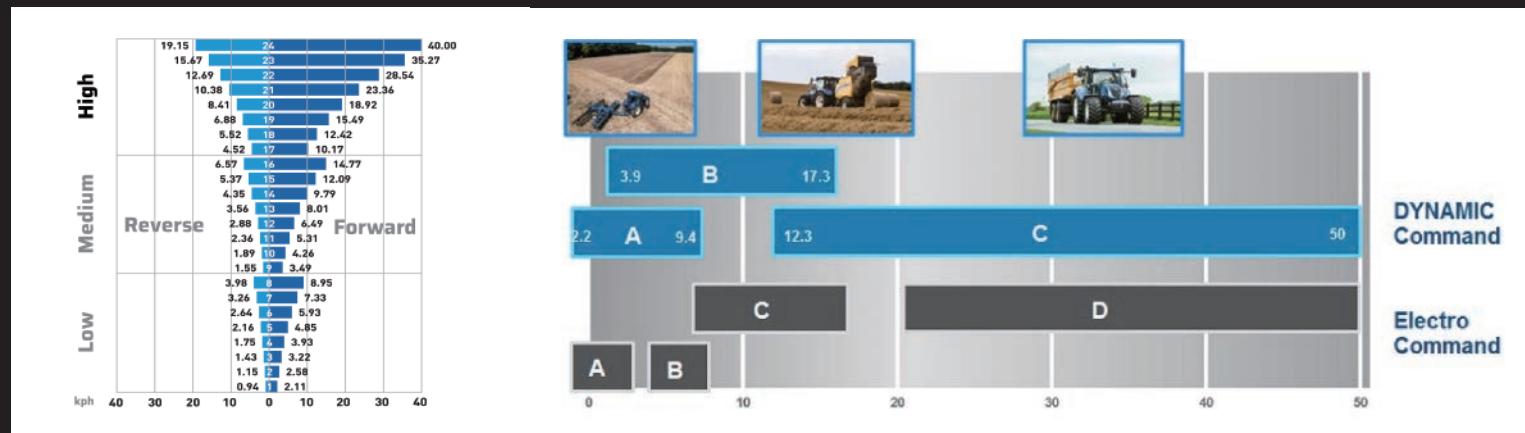 High
19.15 24 40.00
15.67 23 35.27
12.69 22 28.54
10.38 21 23.36
8.41 20 18.92
6.88 19 15.49
5.52 18 12.42
4.52 17 10.17
Medium
6.57 16 14.77
5.37 15 12.09
4.35 14 9.79
3.56 13 8.01
Reverse 2.88 12 6.49 Forward
2.36 11 5.31
1.89 10 4.26
1.55 9 3.49
Low
3.98 8 8.95
3.26 7 7.33
2.64 6 5.93
2.16 5 4.85
1.75 4 3.93
1.43 3 3.22
1.15 2 2.58
0.94 1 2.11
kph 40 30 20 10 0 10 20 30 40
3.9 B 17.3
2.2 A 9.4 12.3 C 50
DYNAMIC
Command
C D
Electro
Command
A B
0 10 20 30 40 50